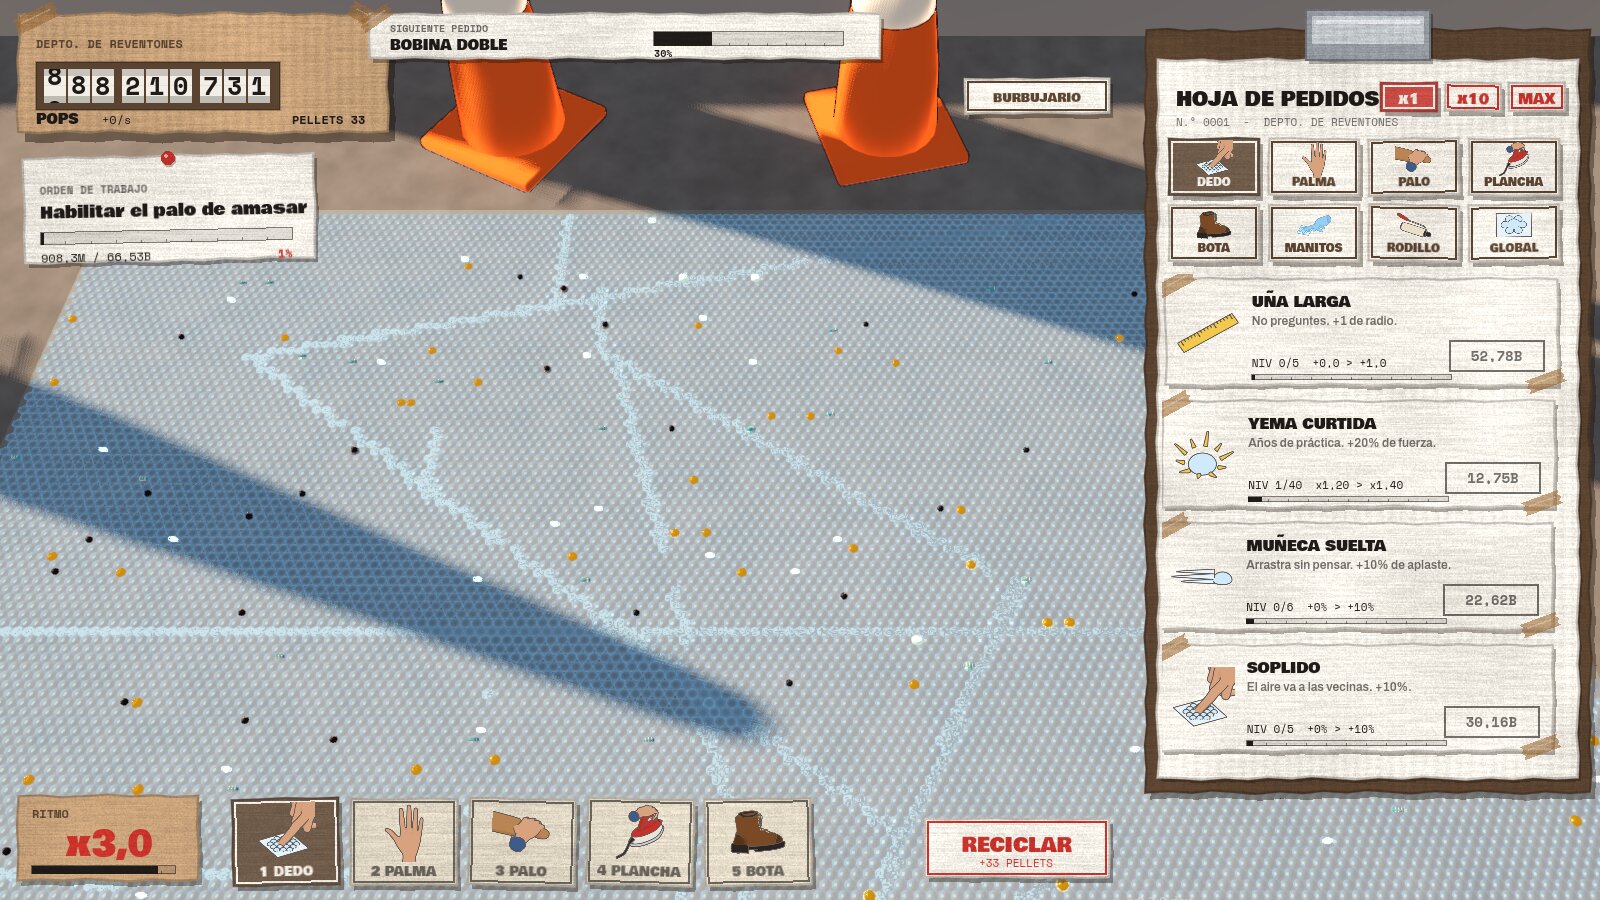 DEPTO. DE REVENTONES
888210731
POPS +0/s PELLETS 33
SIGUIENTE PEDIDO
BOBINA DOBLE
30%
BURBUJARIO
ORDEN DE TRABAJO
Habilitar el palo de amasar
908,3M / 66,53B 1%
HOJA DE PEDIDOS x1 x10 MAX
N.° 0001 - DEPTO. DE REVENTONES
DEDO PALMA PALO PLANCHA
BOTA MANITOS RODILLO GLOBAL
UÑA LARGA
No preguntes. +1 de radio.
NIV 0/5 +0,0 > +1,0
52,78B
YEMA CURTIDA
Años de práctica. +20% de fuerza.
NIV 1/40 x1,20 > x1,40
12,75B
MUÑECA SUELTA
Arrastra sin pensar. +10% de aplaste.
NIV 0/6 +0% > +10%
22,62B
SOPLIDO
El aire va a las vecinas. +10%.
NIV 0/5 +0% > +10%
30,16B
RITMO
x3,0
1 DEDO
2 PALMA
3 PALO
4 PLANCHA
5 BOTA
RECICLAR
+33 PELLETS